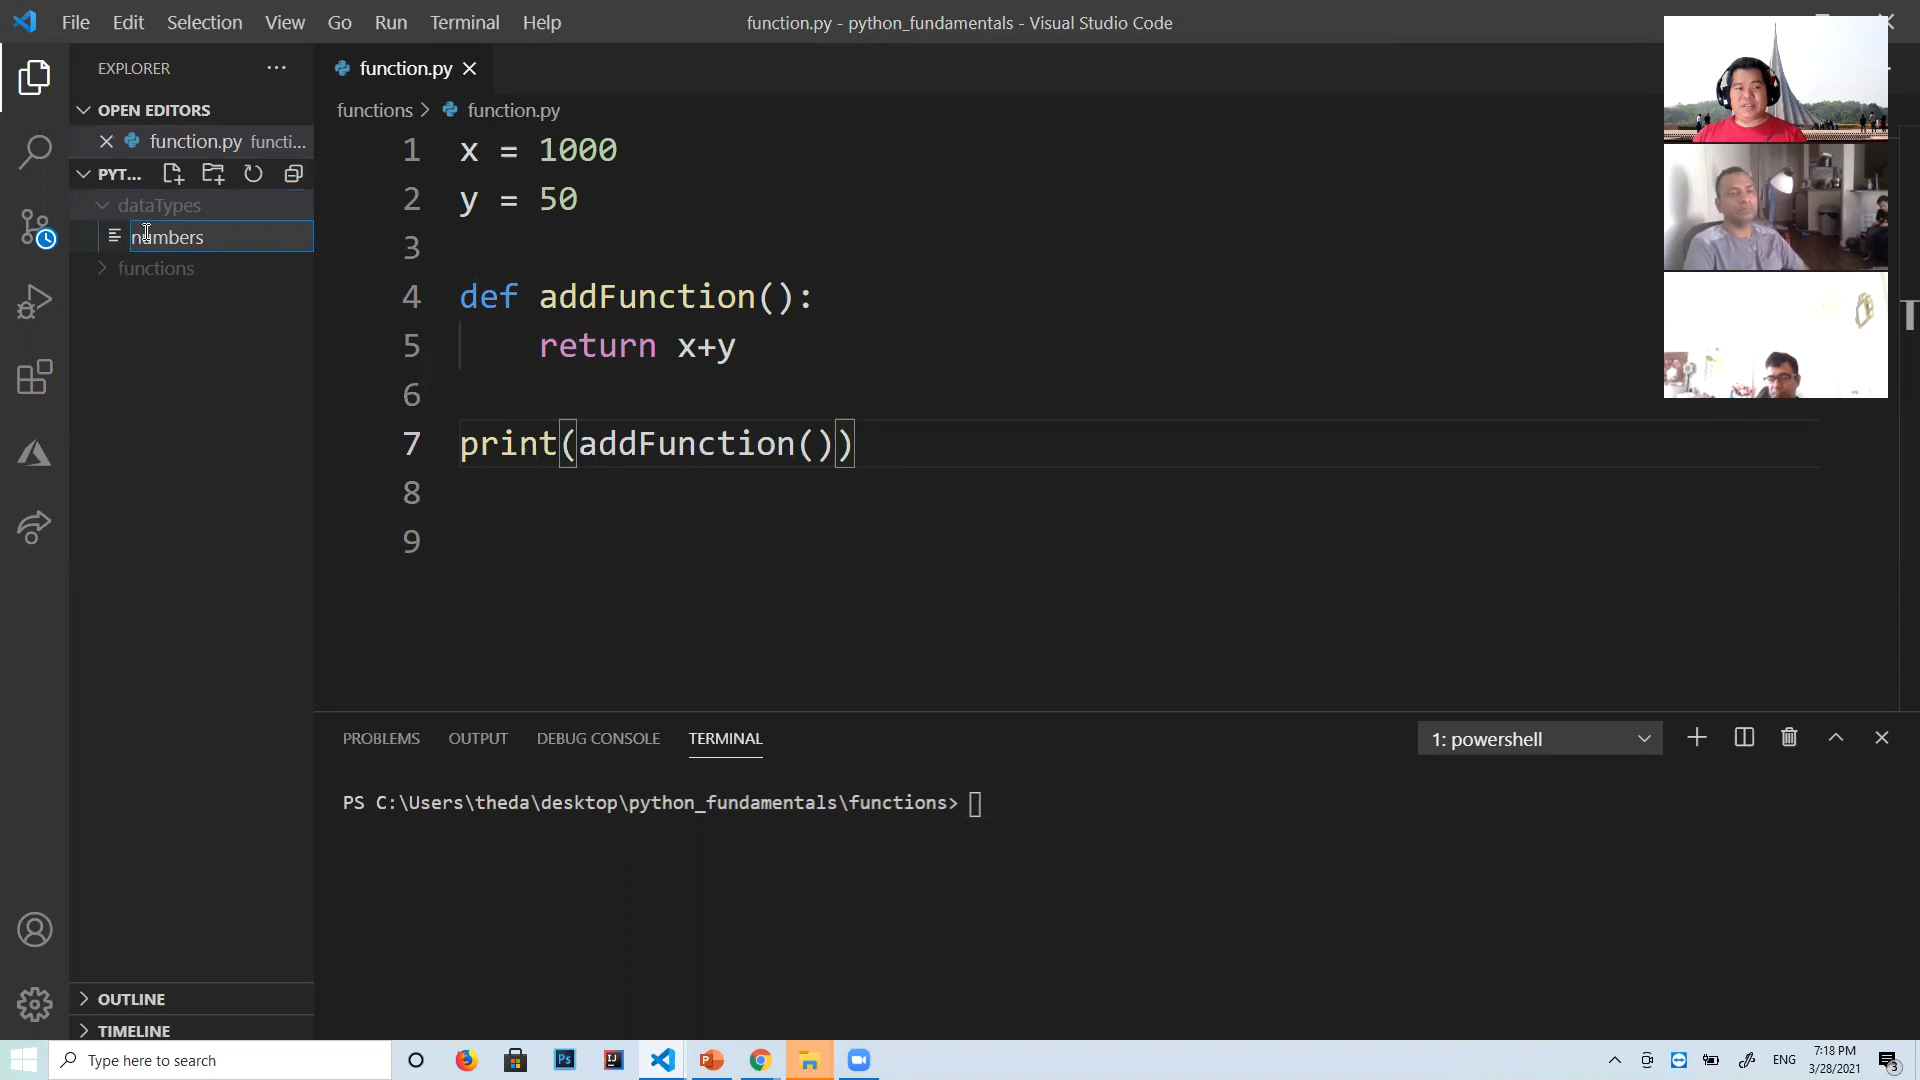 File Edit Selection View Go Run Terminal Help
function.py - python_fundamentals - Visual Studio Code
EXPLORER
OPEN EDITORS
function.py functi...
PYT...
dataTypes
numbers
functions
OUTLINE
TIMELINE
function.py
functions > function.py
1 x = 1000
2 y = 50
3
4 def addFunction():
5 return x+y
6
7 print(addFunction())
8
9
PROBLEMS OUTPUT DEBUG CONSOLE TERMINAL
1: powershell
PS C:\Users\theda\desktop\python_fundamentals\functions>
Type here to search
Ps
IJ
P
ENG
7:18 PM
3/28/2021
3
T